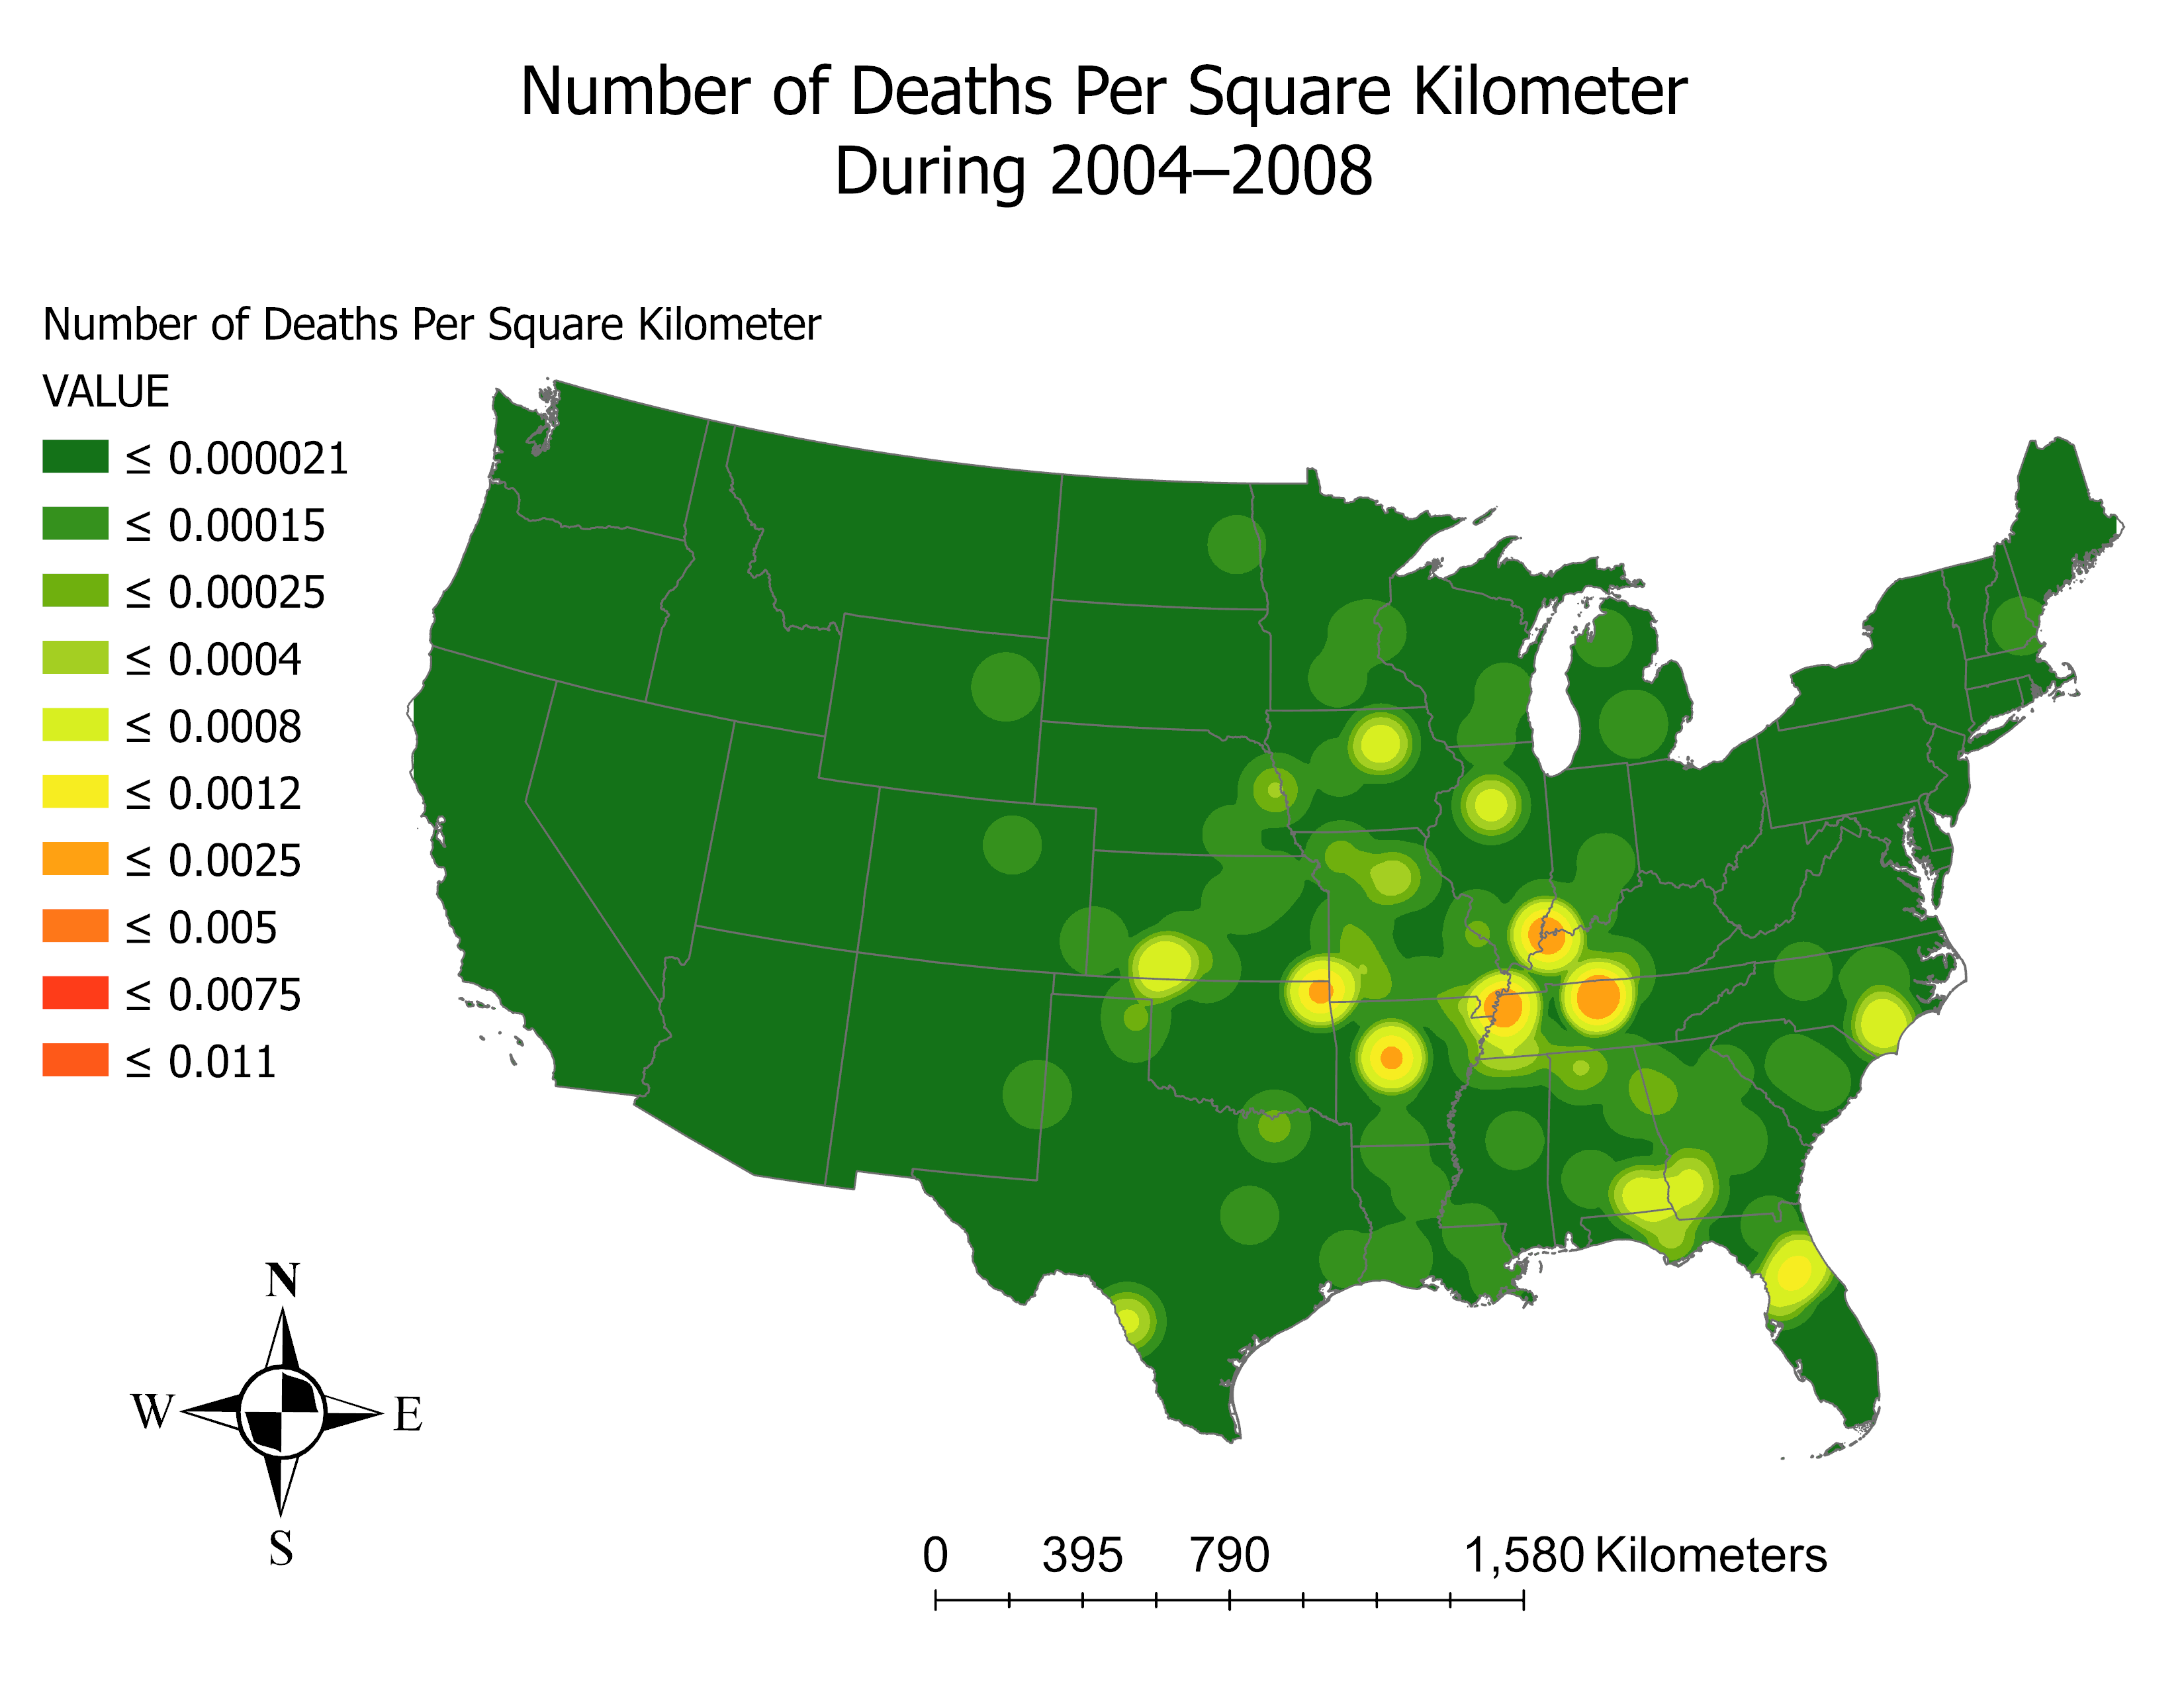 Number of Deaths Per Square Kilometer
During 2004–2008
Number of Deaths Per Square Kilometer
VALUE
≤ 0.000021
≤ 0.00015
≤ 0.00025
≤ 0.0004
≤ 0.0008
≤ 0.0012
≤ 0.0025
≤ 0.005
≤ 0.0075
≤ 0.011
N
W E
S
0 395 790 1,580 Kilometers